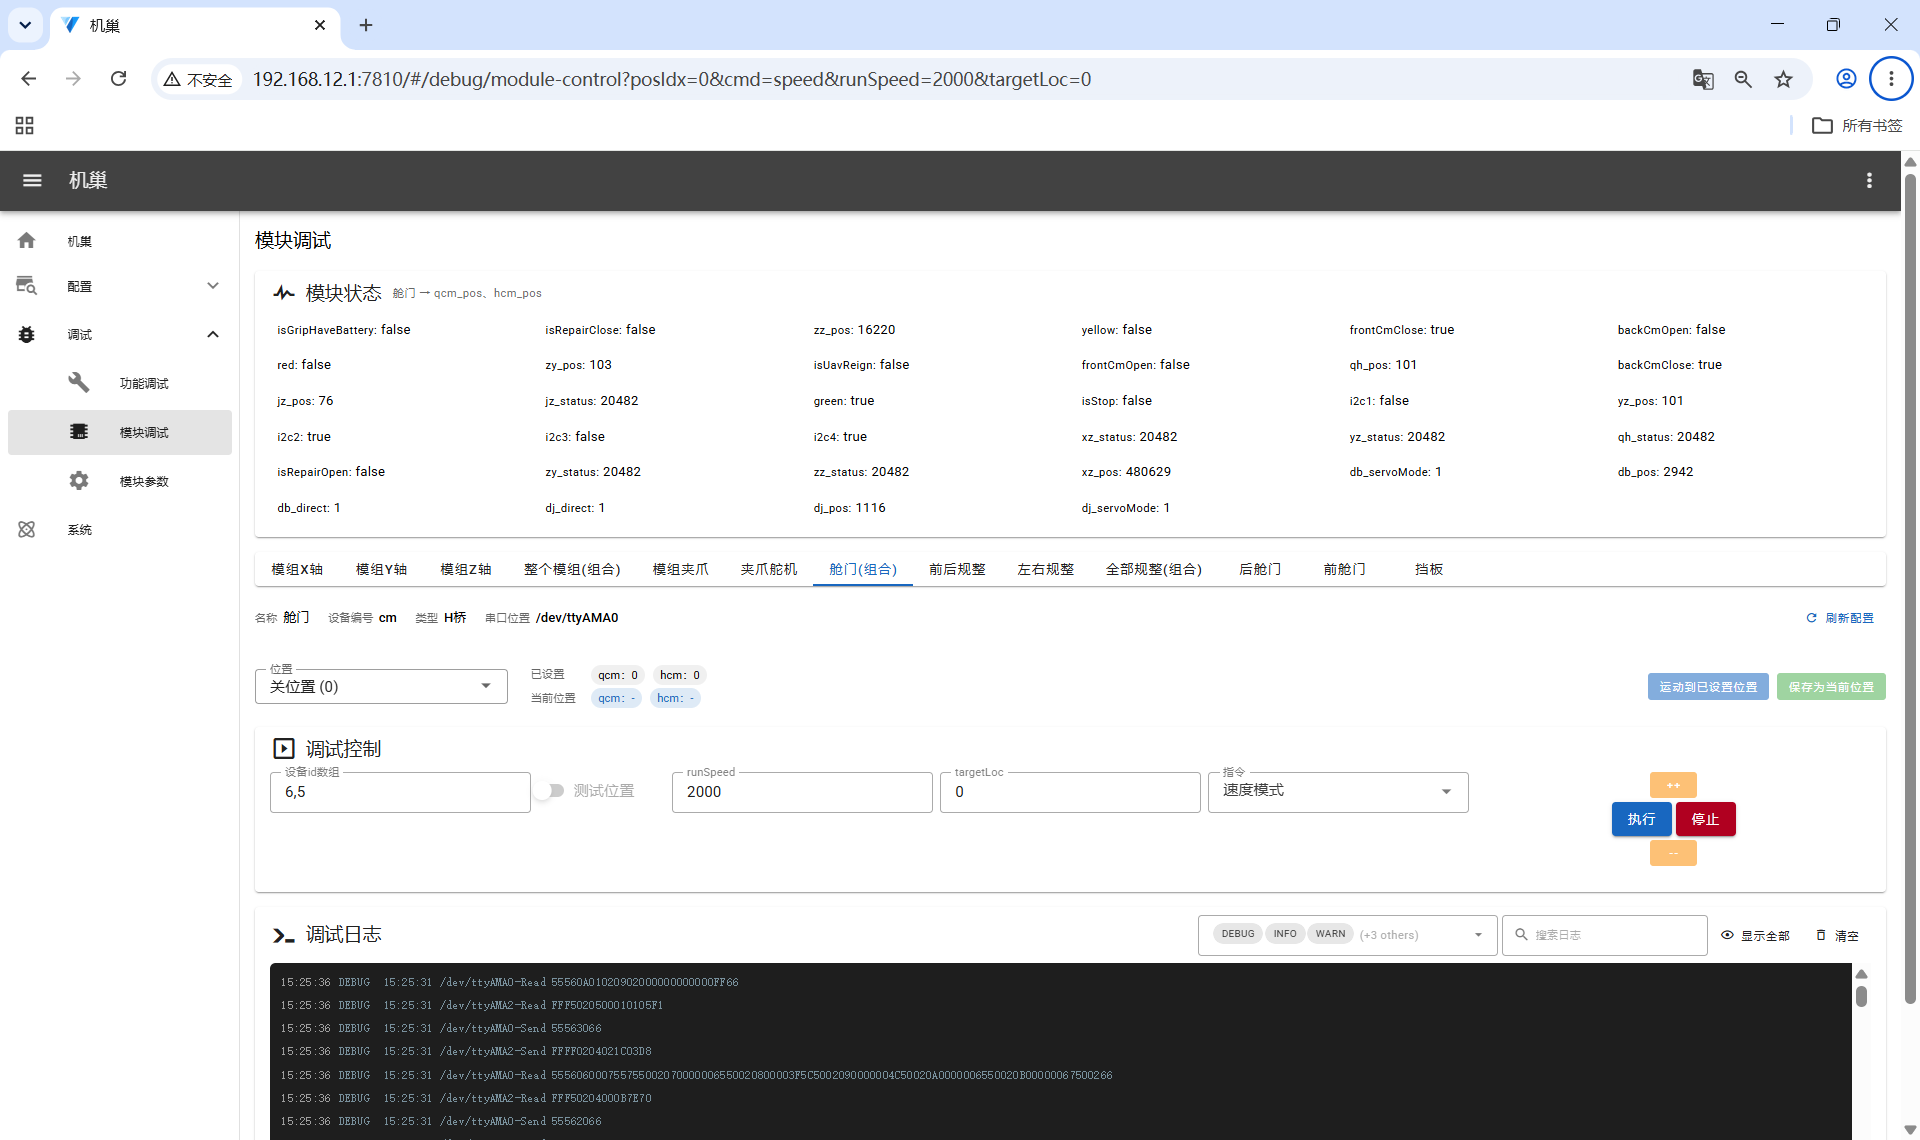 机巢
不安全 192.168.12.1:7810/#/debug/module-control?posIdx=0&cmd=speed&runSpeed=2000&targetLoc=0
所有书签
机巢
机巢
配置
调试
功能调试
模块调试
模块参数
系统
模块调试
模块状态 舱门 → qcm_pos、hcm_pos
isGripHaveBattery: false isRepairClose: false zz_pos: 16220 yellow: false frontCmClose: true backCmOpen: false
red: false zy_pos: 103 isUavReign: false frontCmOpen: false qh_pos: 101 backCmClose: true
jz_pos: 76 jz_status: 20482 green: true isStop: false i2c1: false yz_pos: 101
i2c2: true i2c3: false i2c4: true xz_status: 20482 yz_status: 20482 qh_status: 20482
isRepairOpen: false zy_status: 20482 zz_status: 20482 xz_pos: 480629 db_servoMode: 1 db_pos: 2942
db_direct: 1 dj_direct: 1 dj_pos: 1116 dj_servoMode: 1
模组X轴 模组Y轴 模组Z轴 整个模组(组合) 模组夹爪 夹爪舵机 舱门(组合) 前后规整 左右规整 全部规整(组合) 后舱门 前舱门 挡板
名称 舱门 设备编号 cm 类型 H桥 串口位置 /dev/ttyAMA0 刷新配置
位置
关位置 (0)
已设置 qcm: 0 hcm: 0
当前位置 qcm: - hcm: -
运动到已设置位置 保存为当前位置
调试控制
设备id数组 runSpeed targetLoc 指令
6,5 测试位置 2000 0 速度模式
++
执行 停止
--
调试日志 DEBUG INFO WARN (+3 others) 搜索日志 显示全部 清空
15:25:36 DEBUG 15:25:31 /dev/ttyAMA0-Read 55560A01020902000000000000FF66
15:25:36 DEBUG 15:25:31 /dev/ttyAMA2-Read FFF5020500010105F1
15:25:36 DEBUG 15:25:31 /dev/ttyAMA0-Send 55563066
15:25:36 DEBUG 15:25:31 /dev/ttyAMA2-Send FFFF0204021C03D8
15:25:36 DEBUG 15:25:31 /dev/ttyAMA0-Read 555606000755755002070000006550020800003F5C5002090000004C50020A0000006550020B00000067500266
15:25:36 DEBUG 15:25:31 /dev/ttyAMA2-Read FFF50204000B7E70
15:25:36 DEBUG 15:25:31 /dev/ttyAMA0-Send 55562066